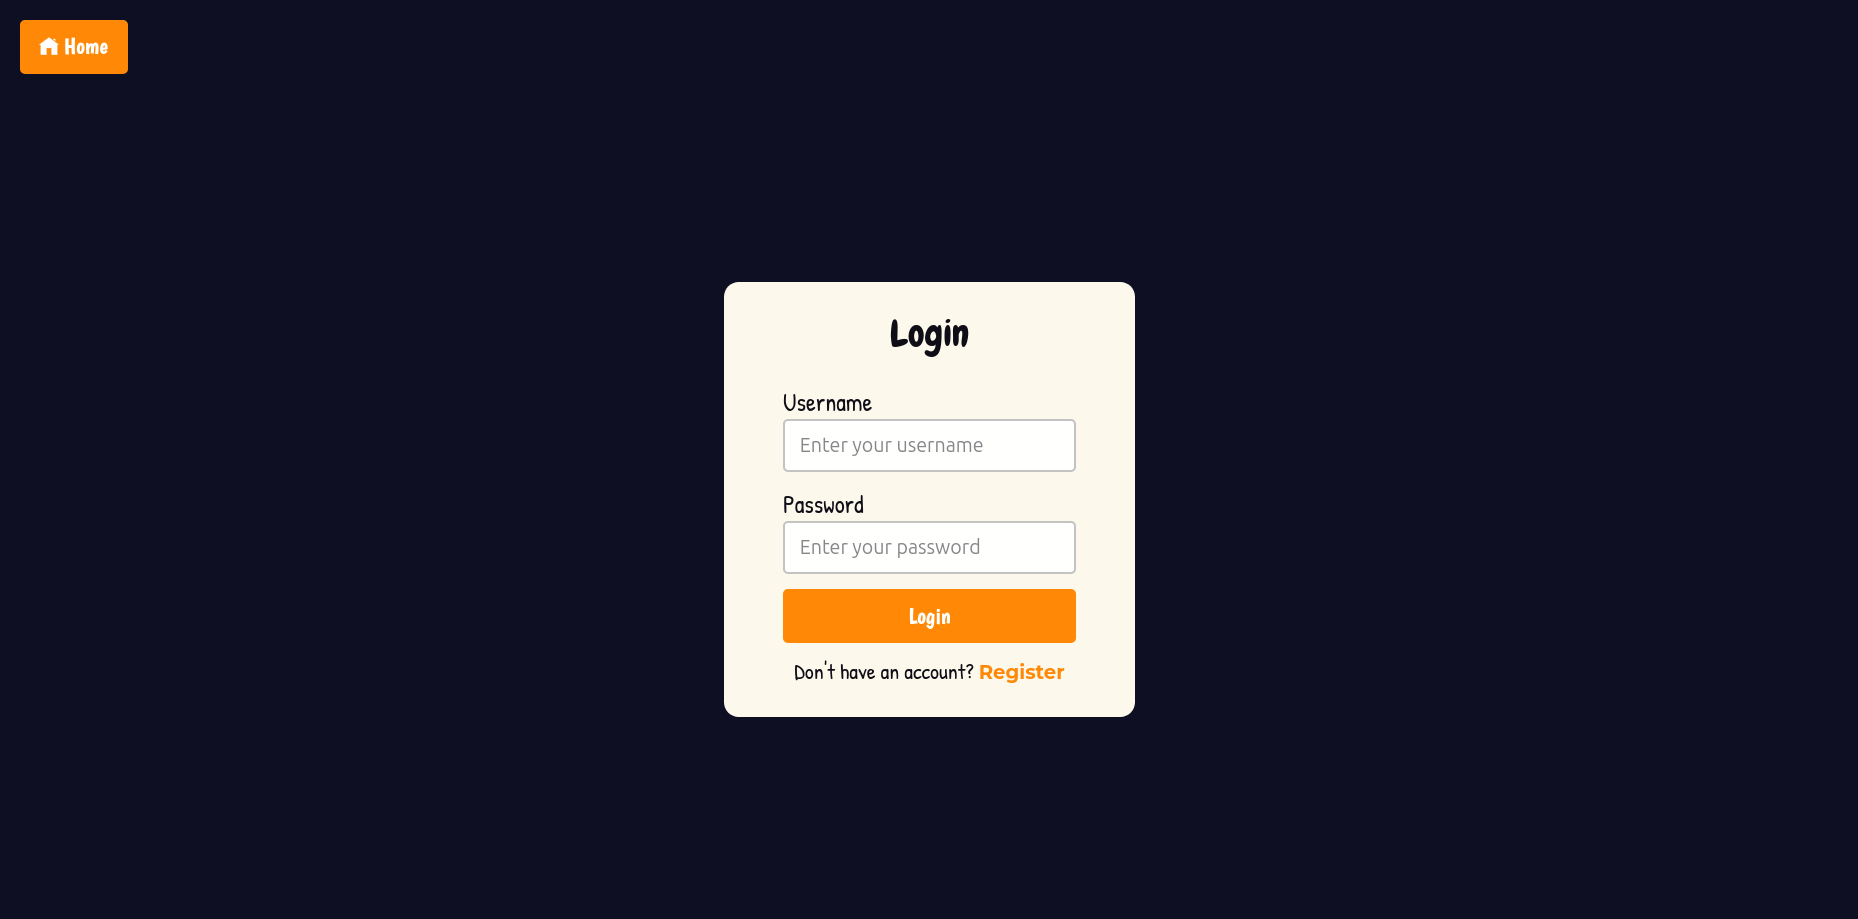 Home
Login
Username
Enter your username
Password
Enter your password
Login
Don't have an account? Register